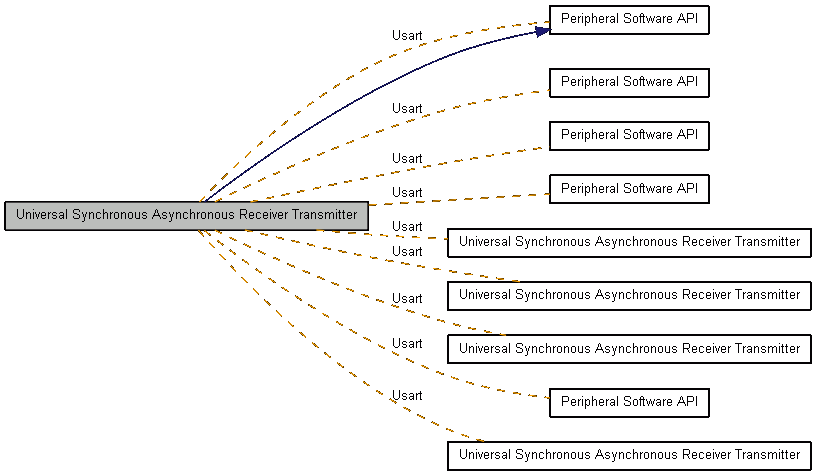 Peripheral Software API
Usart
Peripheral Software API
Usart
Peripheral Software API
Usart
Peripheral Software API
Usart
Universal Synchronous Asynchronous Receiver Transmitter
Usart
Universal Synchronous Asynchronous Receiver Transmitter
Usart
Universal Synchronous Asynchronous Receiver Transmitter
Usart
Universal Synchronous Asynchronous Receiver Transmitter
Usart
Peripheral Software API
Usart
Universal Synchronous Asynchronous Receiver Transmitter